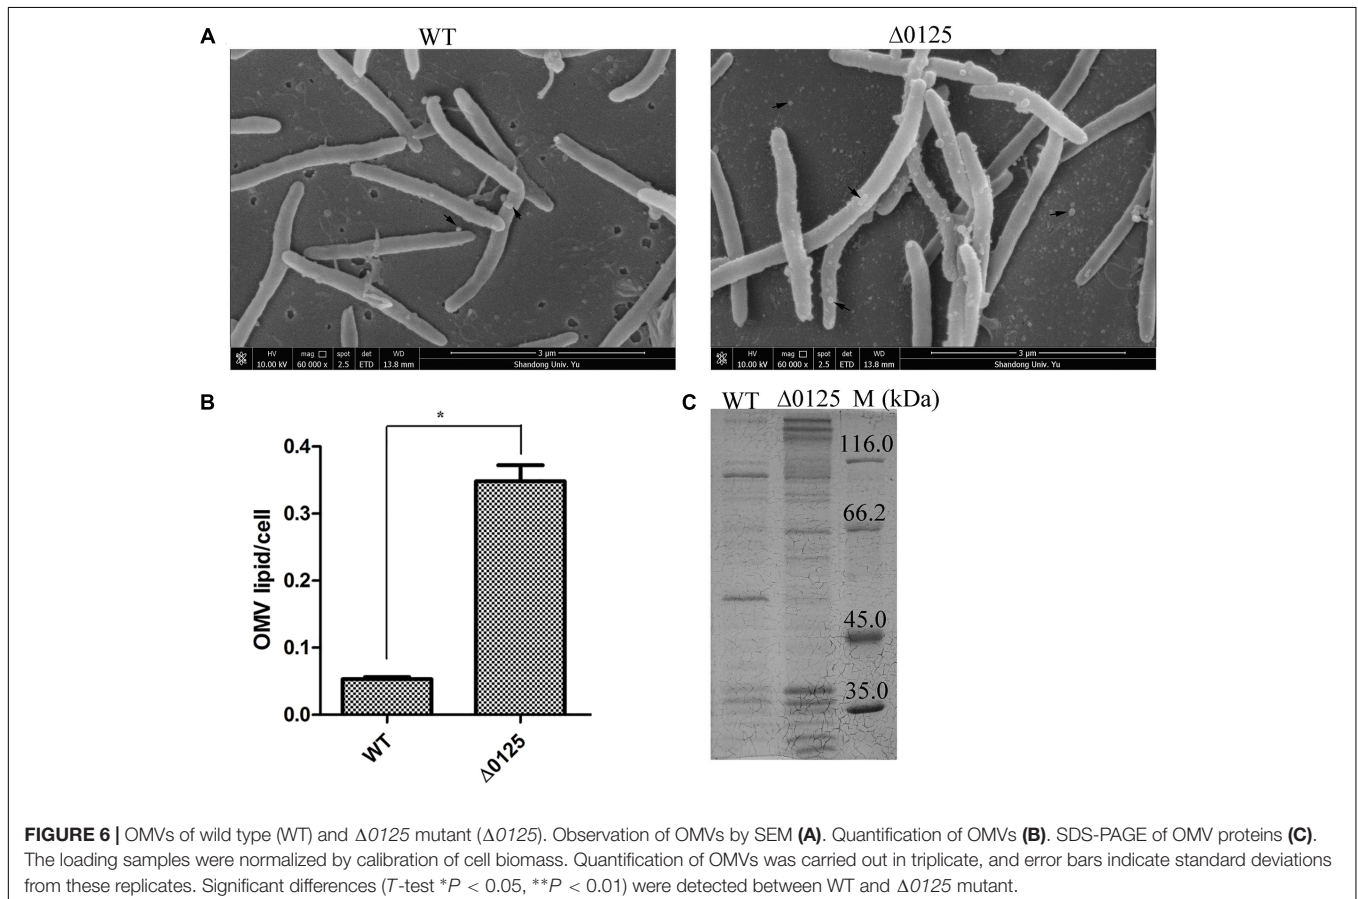 A
WT
Δ0125
HV mag spot det WD 3 μm
10.00 kV 60 000 x 2.5 ETD 13.8 mm Shandong Univ. Yu
HV mag spot det WD 3 μm
10.00 kV 60 000 x 2.5 ETD 13.8 mm Shandong Univ. Yu
B
*
0.4
0.3
0.2
0.1
0.0
OMV lipid/cell
WT
Δ0125
C
WT Δ0125 M (kDa)
116.0
66.2
45.0
35.0
FIGURE 6 | OMVs of wild type (WT) and Δ0125 mutant (Δ0125). Observation of OMVs by SEM (A). Quantification of OMVs (B). SDS-PAGE of OMV proteins (C).
The loading samples were normalized by calibration of cell biomass. Quantification of OMVs was carried out in triplicate, and error bars indicate standard deviations
from these replicates. Significant differences (T-test *P < 0.05, **P < 0.01) were detected between WT and Δ0125 mutant.